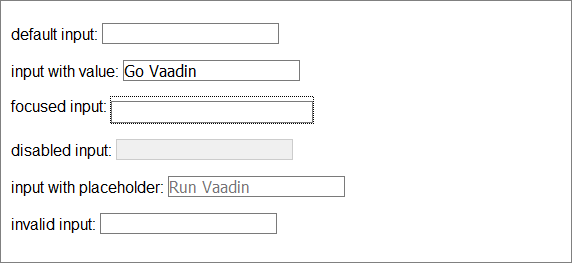 default input:
input with value: Go Vaadin
focused input:
disabled input:
input with placeholder: Run Vaadin
invalid input: